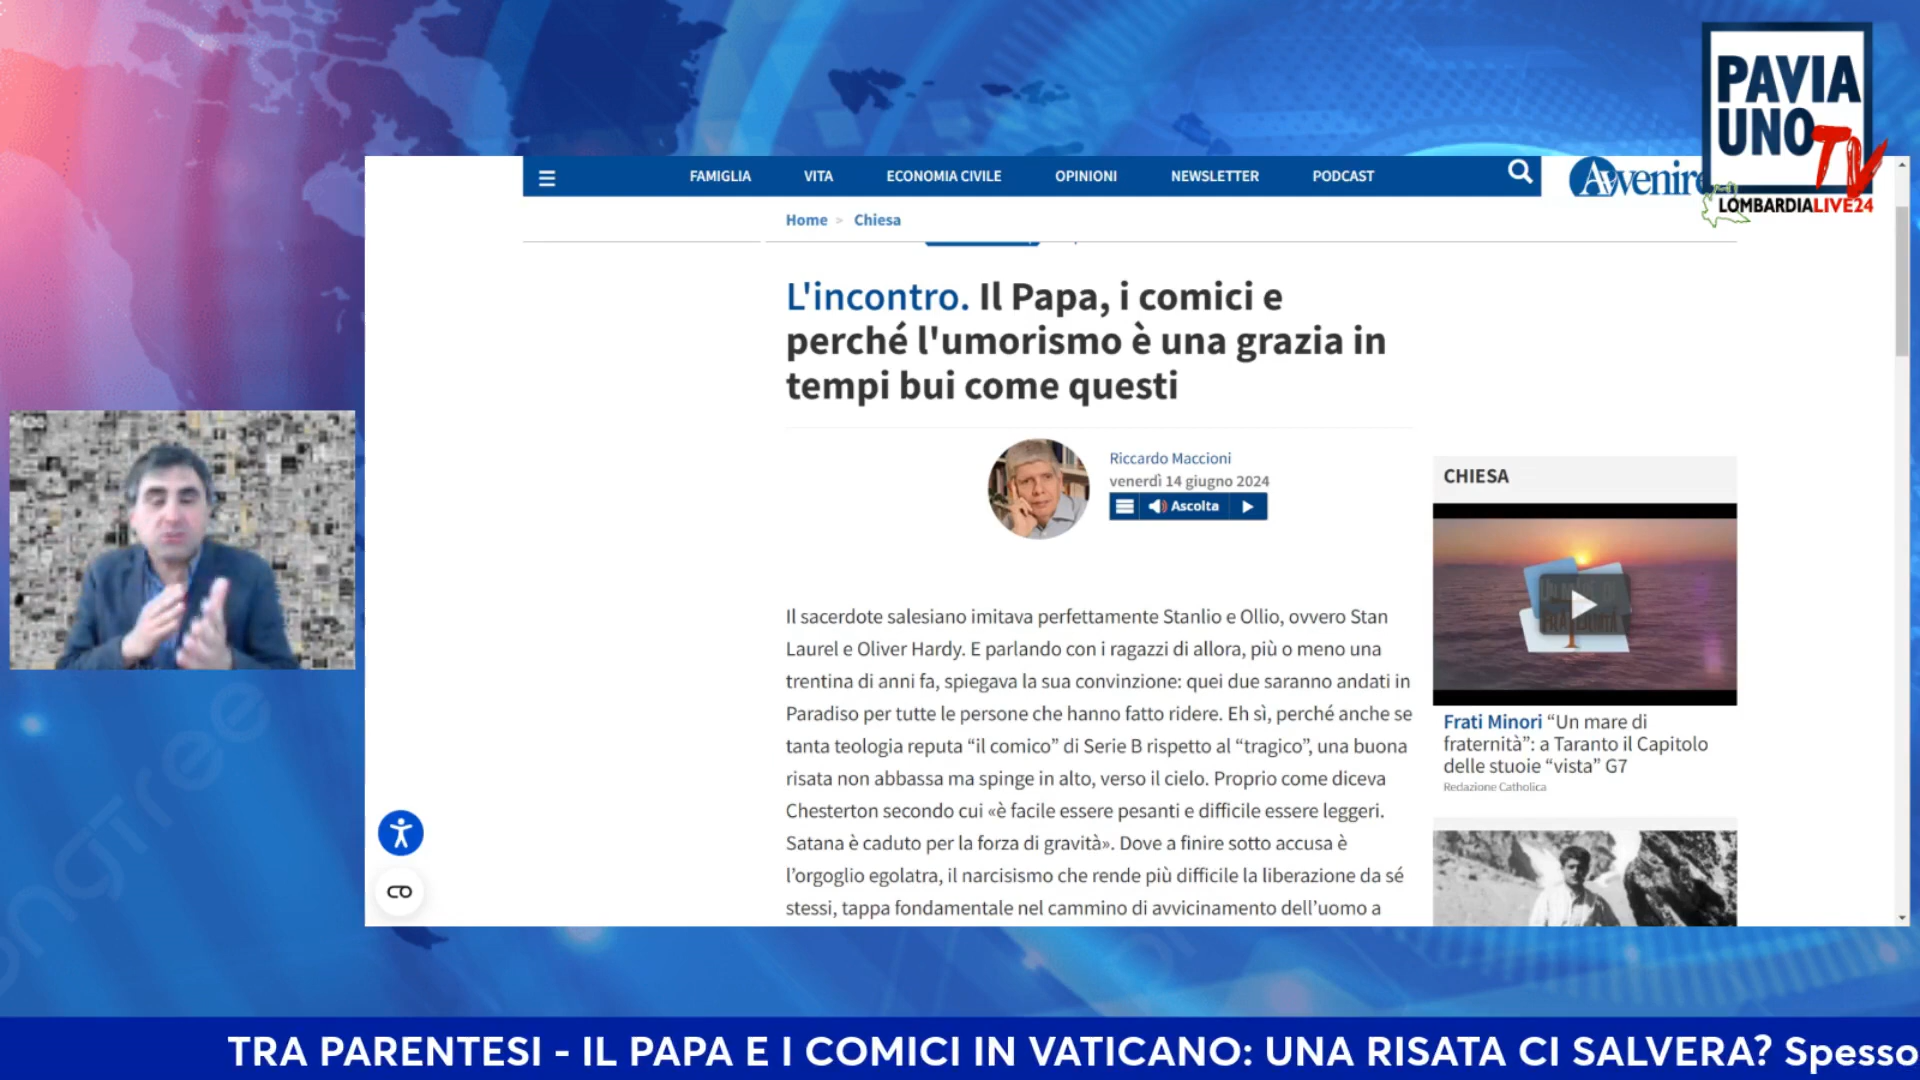 PAVIA
UNO
TV
LOMBARDIALIVE24
FAMIGLIA VITA ECONOMIA CIVILE OPINIONI NEWSLETTER PODCAST
Avvenire
Home > Chiesa
L'incontro. Il Papa, i comici e
perché l'umorismo è una grazia in
tempi bui come questi
Riccardo Maccioni
venerdì 14 giugno 2024
Ascolta
Il sacerdote salesiano imitava perfettamente Stanlio e Ollio, ovvero Stan
Laurel e Oliver Hardy. E parlando con i ragazzi di allora, più o meno una
trentina di anni fa, spiegava la sua convinzione: quei due saranno andati in
Paradiso per tutte le persone che hanno fatto ridere. Eh sì, perché anche se
tanta teologia reputa “il comico” di Serie B rispetto al “tragico”, una buona
risata non abbassa ma spinge in alto, verso il cielo. Proprio come diceva
Chesterton secondo cui «è facile essere pesanti e difficile essere leggeri.
Satana è caduto per la forza di gravità». Dove a finire sotto accusa è
l’orgoglio egolatra, il narcisismo che rende più difficile la liberazione da sé
stessi, tappa fondamentale nel cammino di avvicinamento dell’uomo a
CHIESA
Frati Minori “Un mare di
fraternità”: a Taranto il Capitolo
delle stuoie “vista” G7
Redazione Catholica
TRA PARENTESI - IL PAPA E I COMICI IN VATICANO: UNA RISATA CI SALVERA? Spesso